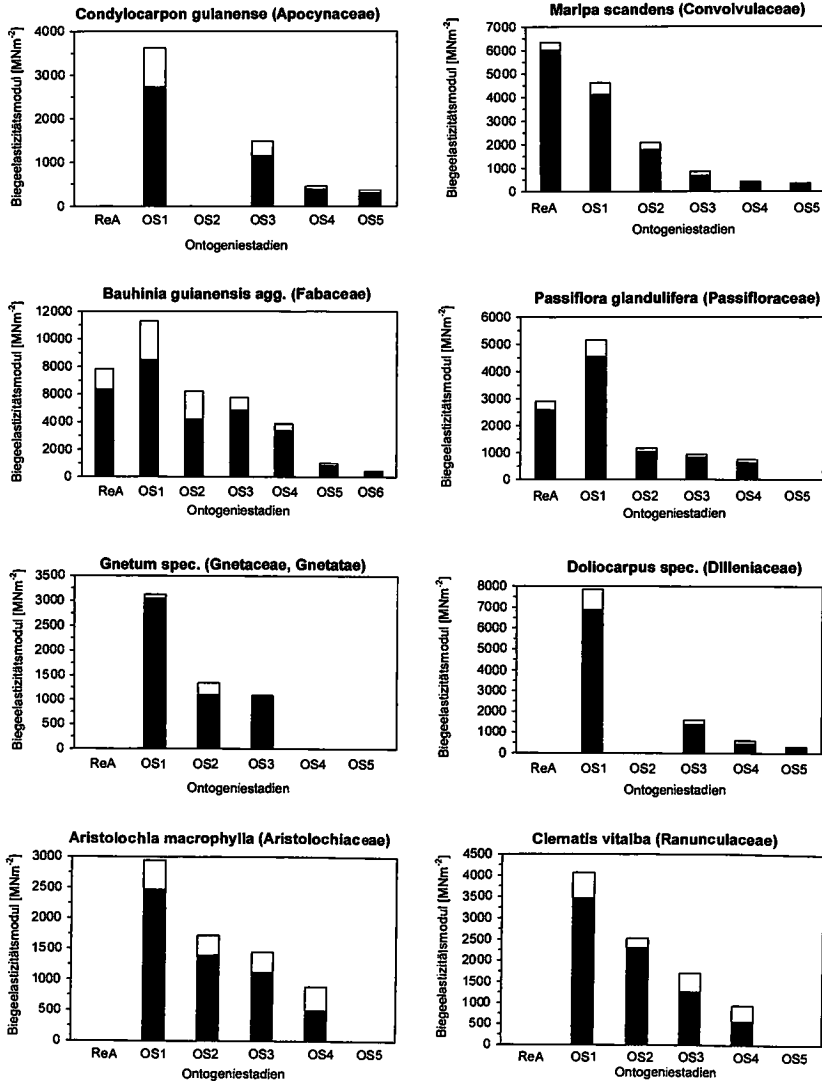 Condylocarpon guianense (Apocynaceae)
Biegeelastizitätsmodul [MNm-2]
4000
3000
2000
1000
0
ReA OS1 OS2 OS3 OS4 OS5
Ontogeniestadien
Maripa scandens (Convolvulaceae)
Biegeelastizitätsmodul [MNm-2]
7000
6000
5000
4000
3000
2000
1000
0
ReA OS1 OS2 OS3 OS4 OS5
Ontogeniestadien
Bauhinia guianensis agg. (Fabaceae)
Biegeelastizitätsmodul [MNm-2]
12000
10000
8000
6000
4000
2000
0
ReA OS1 OS2 OS3 OS4 OS5 OS6
Ontogeniestadien
Passiflora glandulifera (Passifloraceae)
Biegeelastizitätsmodul [MNm-2]
6000
5000
4000
3000
2000
1000
0
ReA OS1 OS2 OS3 OS4 OS5
Ontogeniestadien
Gnetum spec. (Gnetaceae, Gnetatae)
Biegeelastizitätsmodul [MNm-2]
3500
3000
2500
2000
1500
1000
500
0
ReA OS1 OS2 OS3 OS4 OS5
Ontogeniestadien
Doliocarpus spec. (Dilleniaceae)
Biegeelastizitätsmodul [MNm-2]
8000
7000
6000
5000
4000
3000
2000
1000
0
ReA OS1 OS2 OS3 OS4 OS5
Ontogeniestadien
Aristolochia macrophylla (Aristolochiaceae)
Biegeelastizitätsmodul [MNm-2]
3000
2500
2000
1500
1000
500
0
ReA OS1 OS2 OS3 OS4 OS5
Ontogeniestadien
Clematis vitalba (Ranunculaceae)
Biegeelastizitätsmodul [MNm-2]
4500
4000
3500
3000
2500
2000
1500
1000
500
0
ReA OS1 OS2 OS3 OS4 OS5
Ontogeniestadien